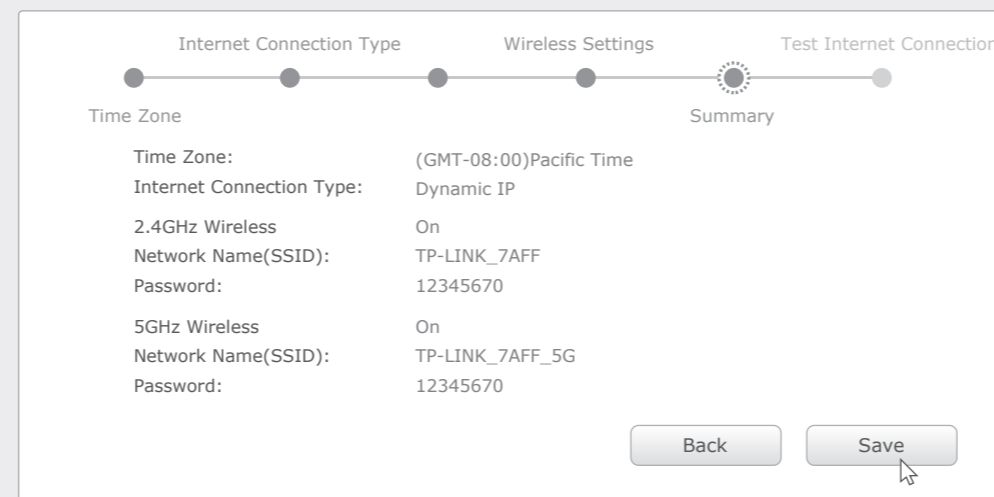 Internet Connection Type Wireless Settings Test Internet Connection
Time Zone Summary
Time Zone: (GMT-08:00)Pacific Time
Internet Connection Type: Dynamic IP
2.4GHz Wireless On
Network Name(SSID): TP-LINK_7AFF
Password: 12345670
5GHz Wireless On
Network Name(SSID): TP-LINK_7AFF_5G
Password: 12345670
Back Save